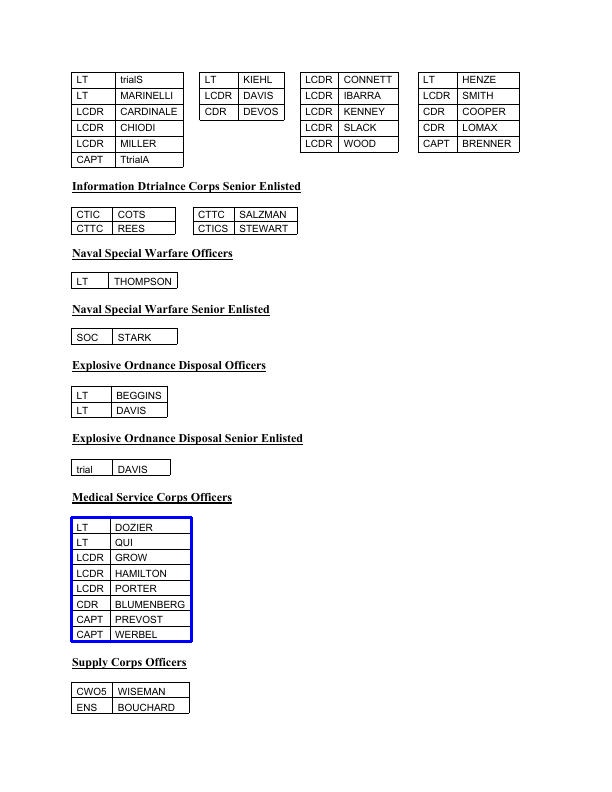 LT trialS LT KIEHL LCDR CONNETT LT HENZE
LT MARINELLI LCDR DAVIS LCDR IBARRA LCDR SMITH
LCDR CARDINALE CDR DEVOS LCDR KENNEY CDR COOPER
LCDR CHIODI LCDR SLACK CDR LOMAX
LCDR MILLER LCDR WOOD CAPT BRENNER
CAPT TtrialA
Information Dtrialnce Corps Senior Enlisted
CTIC COTS CTTC SALZMAN
CTTC REES CTICS STEWART
Naval Special Warfare Officers
LT THOMPSON
Naval Special Warfare Senior Enlisted
SOC STARK
Explosive Ordnance Disposal Officers
LT BEGGINS
LT DAVIS
Explosive Ordnance Disposal Senior Enlisted
trial DAVIS
Medical Service Corps Officers
LT DOZIER
LT QUI
LCDR GROW
LCDR HAMILTON
LCDR PORTER
CDR BLUMENBERG
CAPT PREVOST
CAPT WERBEL
Supply Corps Officers
CWO5 WISEMAN
ENS BOUCHARD